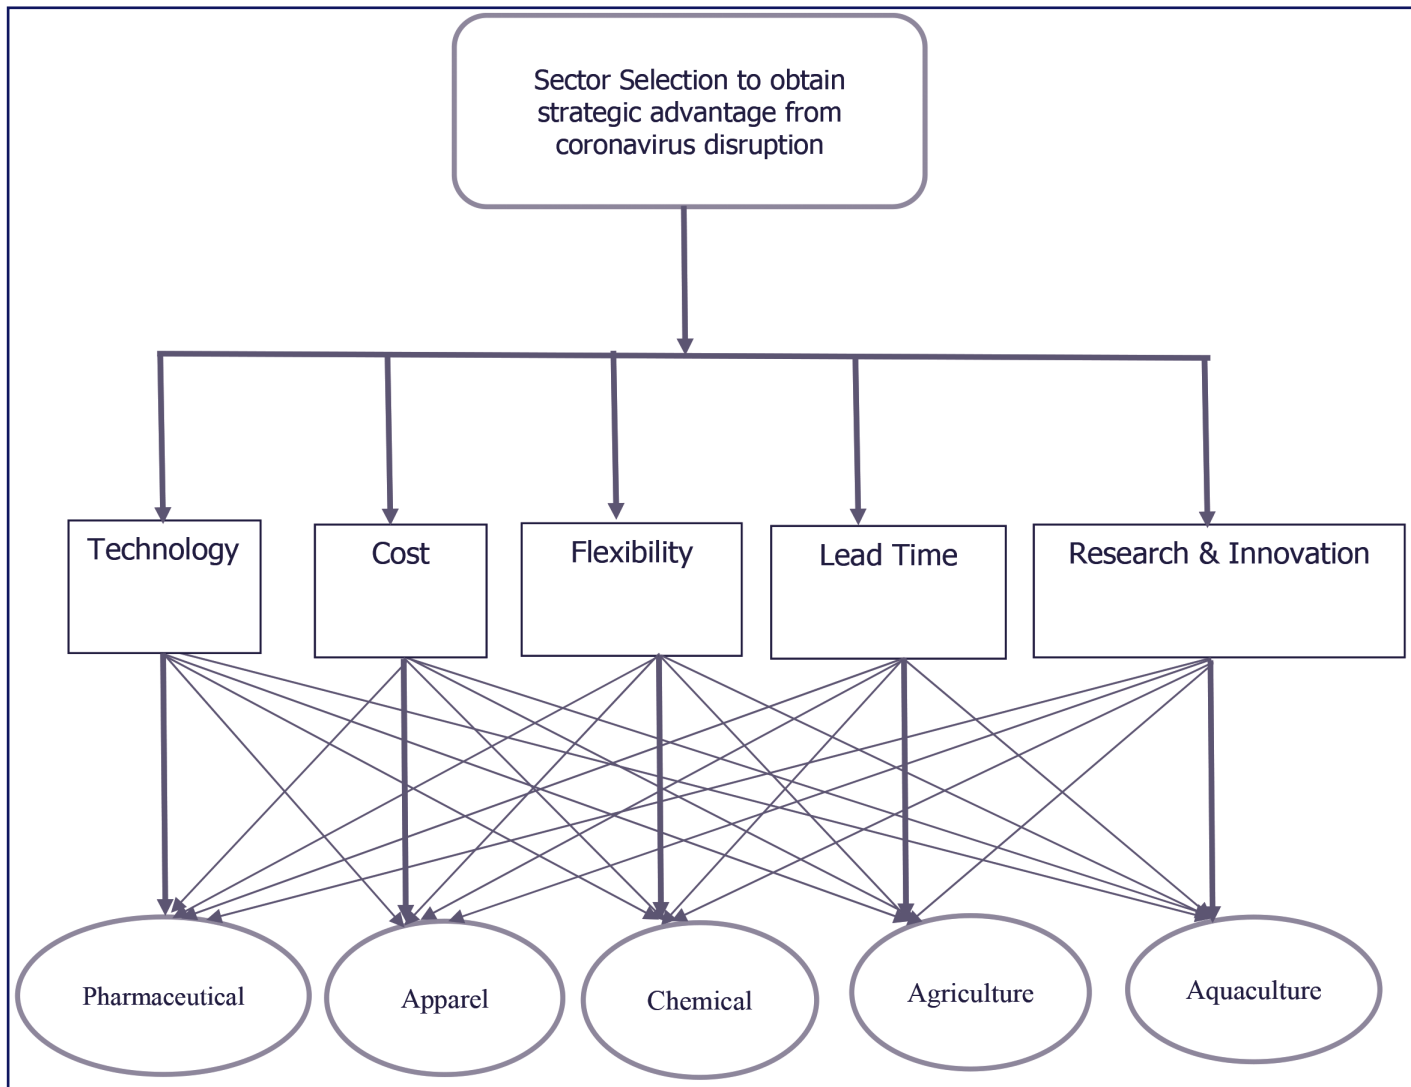 Sector Selection to obtain
strategic advantage from
coronavirus disruption
Technology
Cost
Flexibility
Lead Time
Research & Innovation
Pharmaceutical
Apparel
Chemical
Agriculture
Aquaculture